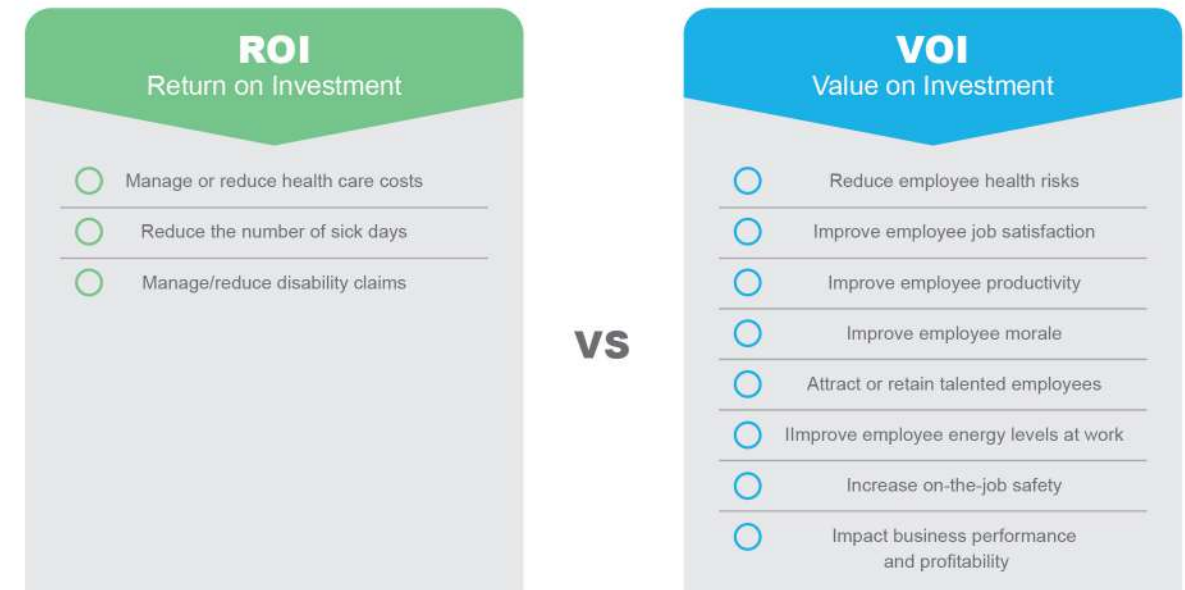 ROI
Return on Investment
Manage or reduce health care costs
Reduce the number of sick days
Manage/reduce disability claims
vs
VOI
Value on Investment
Reduce employee health risks
Improve employee job satisfaction
Improve employee productivity
Improve employee morale
Attract or retain talented employees
IImprove employee energy levels at work
Increase on-the-job safety
Impact business performance
and profitability